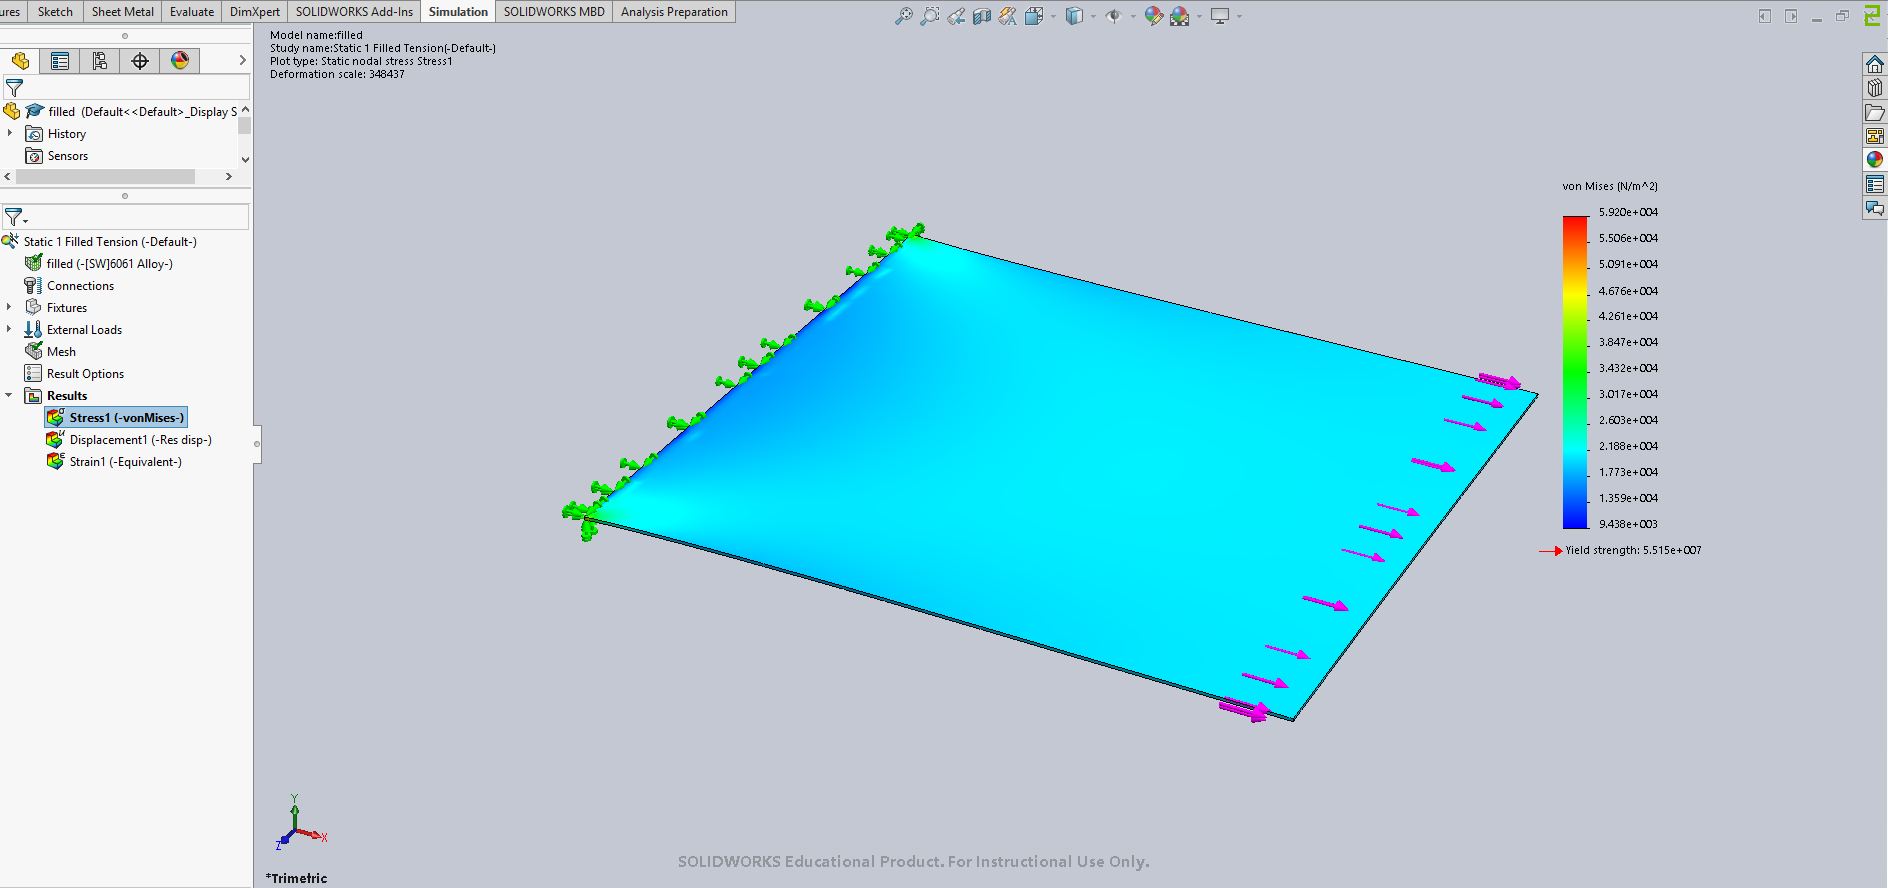 ures Sketch Sheet Metal Evaluate DimXpert SOLIDWORKS Add-Ins Simulation SOLIDWORKS MBD Analysis Preparation
Model name:filled
Study name:Static 1 Filled Tension(-Default-)
Plot type: Static nodal stress Stress1
Deformation scale: 348437
filled (Default<<Default>_Display S
History
Sensors
Static 1 Filled Tension (-Default-)
filled (-[SW]6061 Alloy-)
Connections
Fixtures
External Loads
Mesh
Result Options
Results
Stress1 (-vonMises-)
Displacement1 (-Res disp-)
Strain1 (-Equivalent-)
von Mises (N/m^2)
5.920e+004
5.506e+004
5.091e+004
4.676e+004
4.261e+004
3.847e+004
3.432e+004
3.017e+004
2.603e+004
2.188e+004
1.773e+004
1.359e+004
9.438e+003
Yield strength: 5.515e+007
Y
X
Z
SOLIDWORKS Educational Product. For Instructional Use Only.
*Trimetric